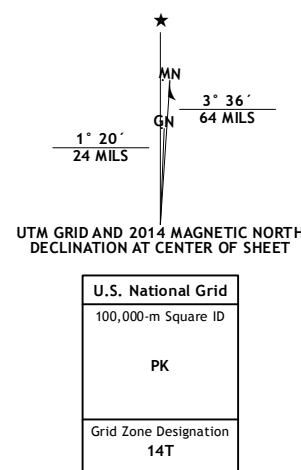 ★
MN
3° 36´
64 MILS
GN
1° 20´
24 MILS
UTM GRID AND 2014 MAGNETIC NORTH
DECLINATION AT CENTER OF SHEET
U.S. National Grid
100,000-m Square ID
PK
Grid Zone Designation
14T